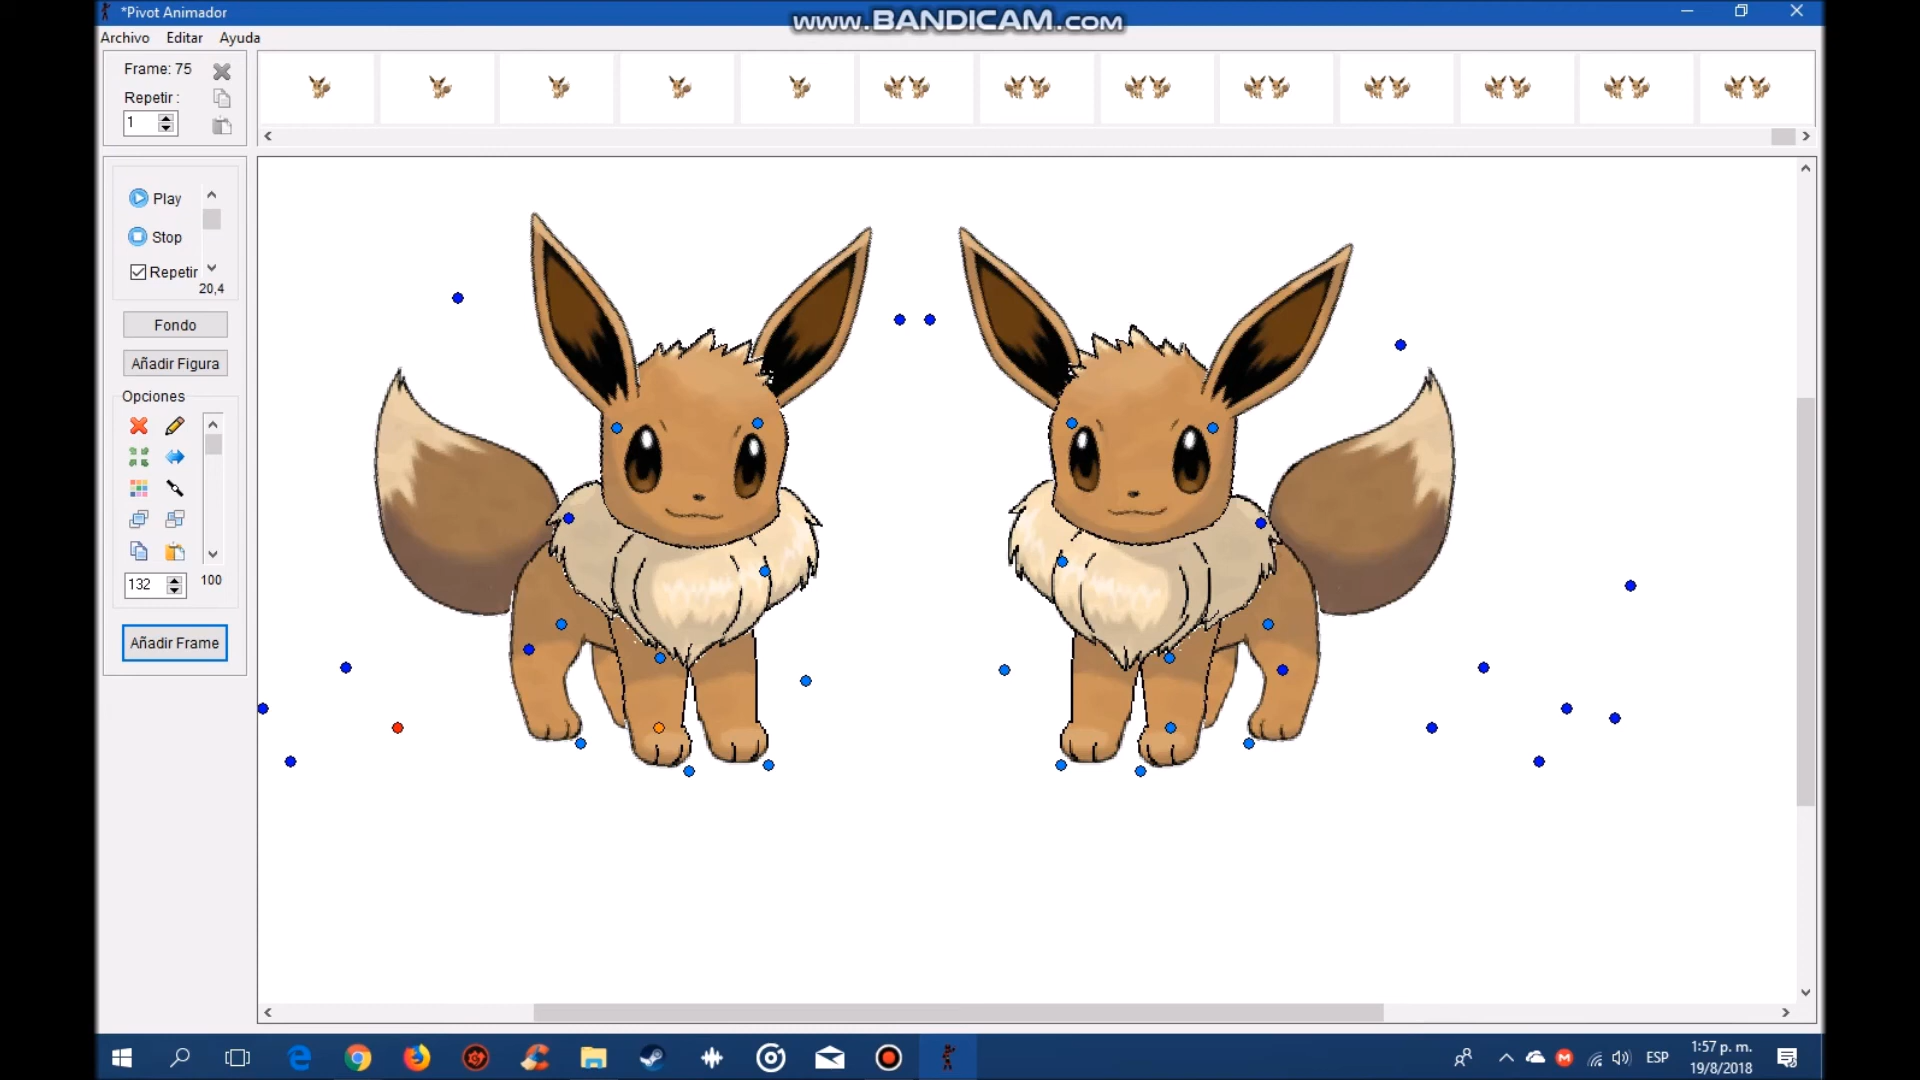 *Pivot Animador
www.BANDICAM.com
Archivo Editar Ayuda
Frame: 75
Repetir :
1
Play
Stop
Repetir
20,4
Fondo
Añadir Figura
Opciones
132
100
Añadir Frame
ESP
1:57 p. m.
19/8/2018